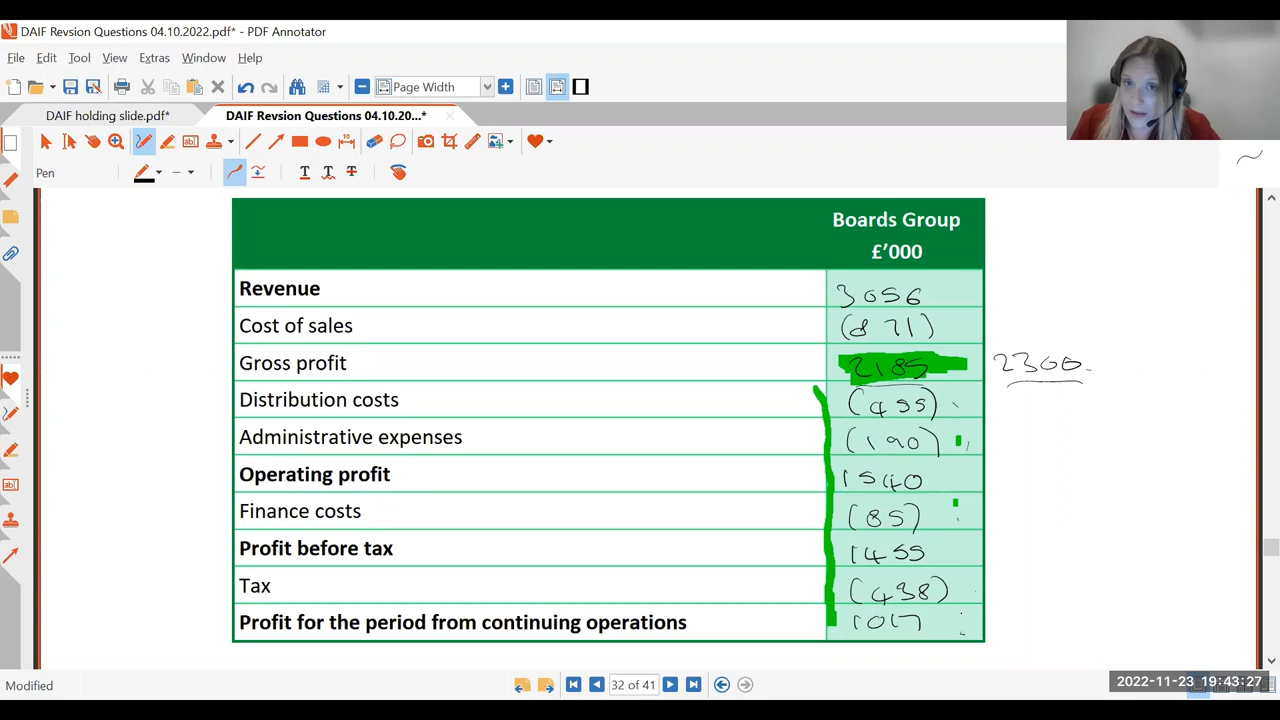 DAIF Revsion Questions 04.10.2022.pdf* - PDF Annotator
File Edit Tool View Extras Window Help
Page Width
DAIF holding slide.pdf*
DAIF Revsion Questions 04.10.20...*
Pen
Boards Group
£’000
Revenue 3056
Cost of sales (871)
Gross profit 2185 2300
Distribution costs (455)
Administrative expenses (190)
Operating profit 1540
Finance costs (85)
Profit before tax 1455
Tax (438)
Profit for the period from continuing operations 1017
Modified
32 of 41
2022-11-23 19:43:27